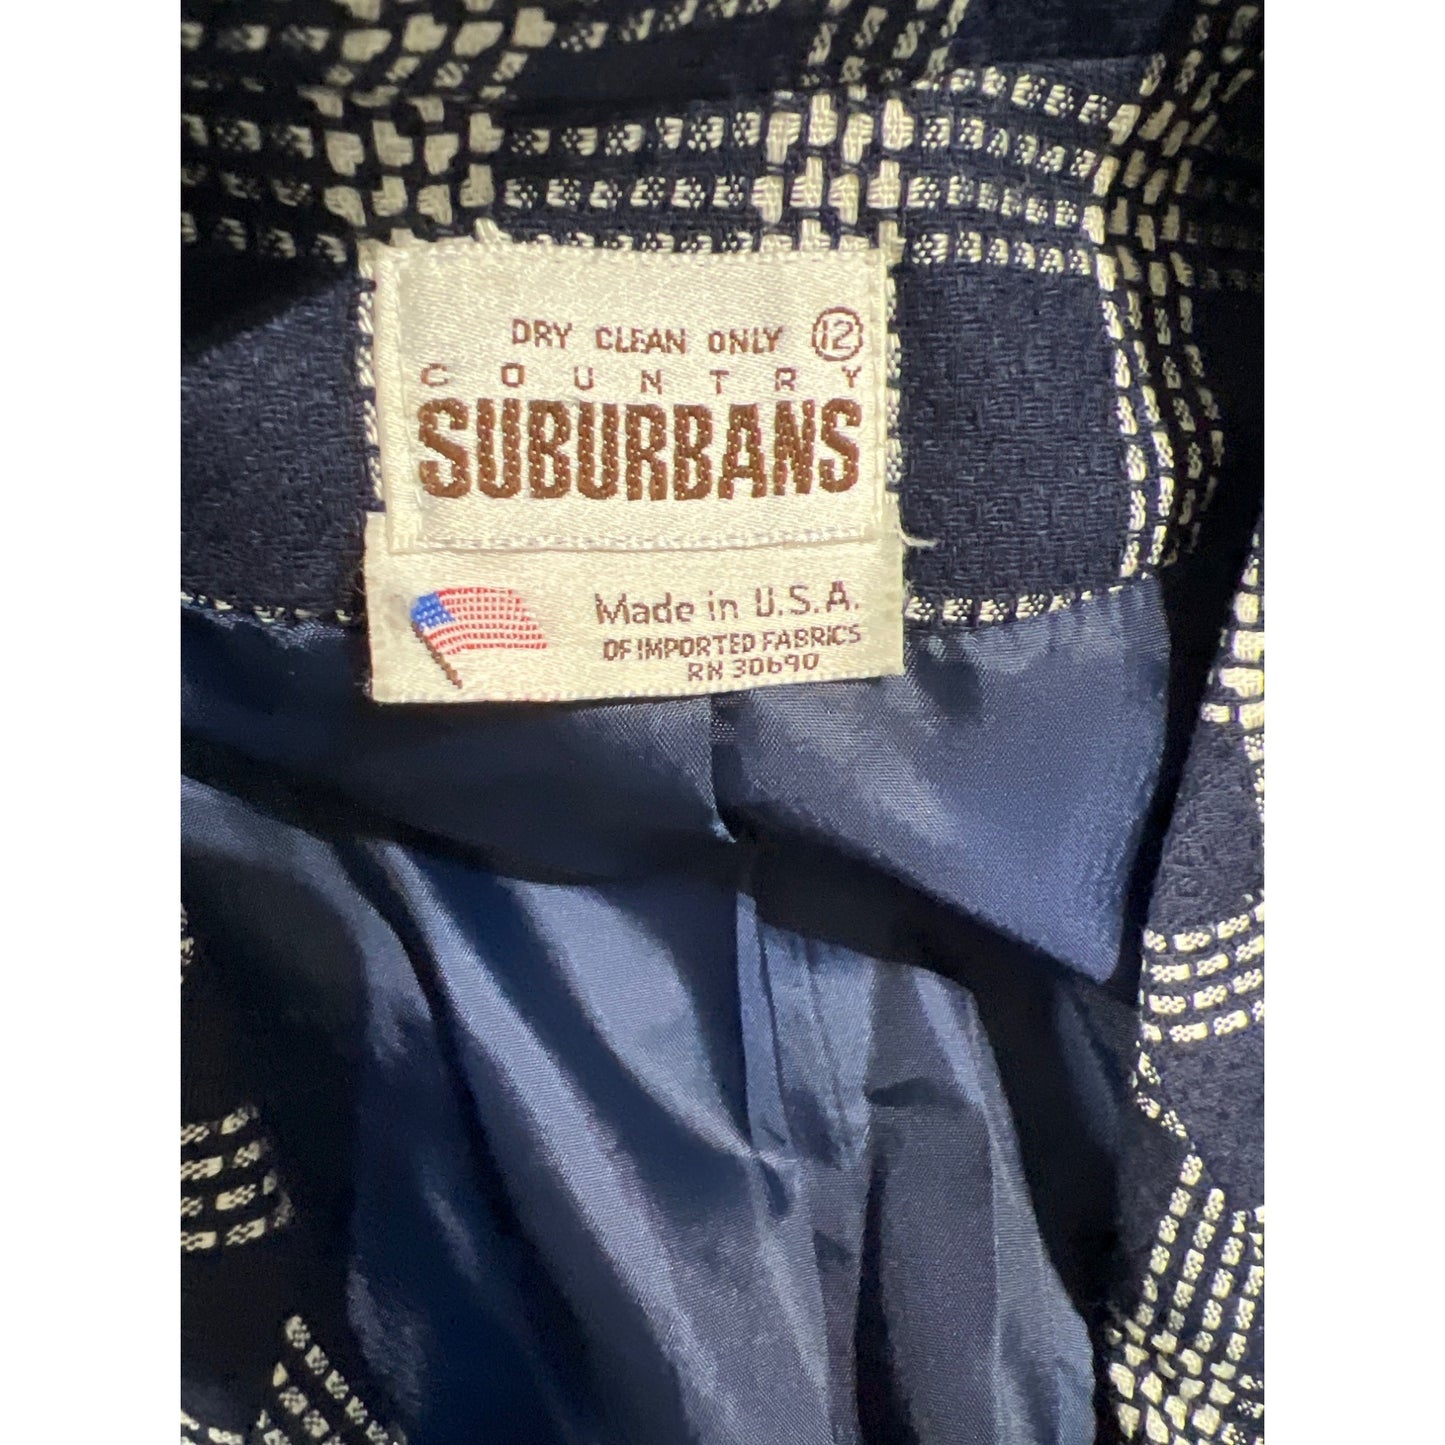 DRY CLEAN ONLY 12
COUNTRY
SUBURBANS
Made in U.S.A.
OF IMPORTED FABRICS
RN 30690